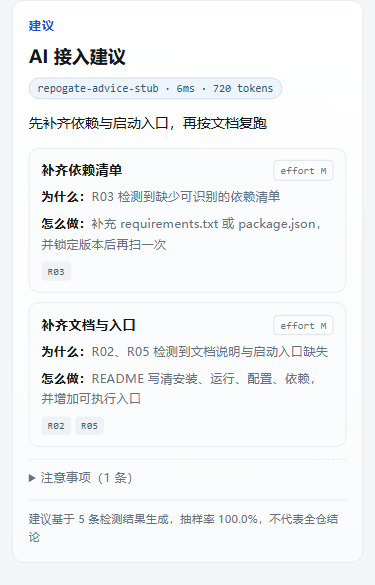 建议
AI 接入建议
repogate-advice-stub · 6ms · 720 tokens
先补齐依赖与启动入口，再按文档复跑
补齐依赖清单
effort M
为什么：R03 检测到缺少可识别的依赖清单
怎么做：补充 requirements.txt 或 package.json，
并锁定版本后再扫一次
R03
补齐文档与入口
effort M
为什么：R02、R05 检测到文档说明与启动入口缺失
怎么做：README 写清安装、运行、配置、依赖，
并增加可执行入口
R02 R05
▶ 注意事项（1 条）
建议基于 5 条检测结果生成，抽样率 100.0%，不代表全仓结
论